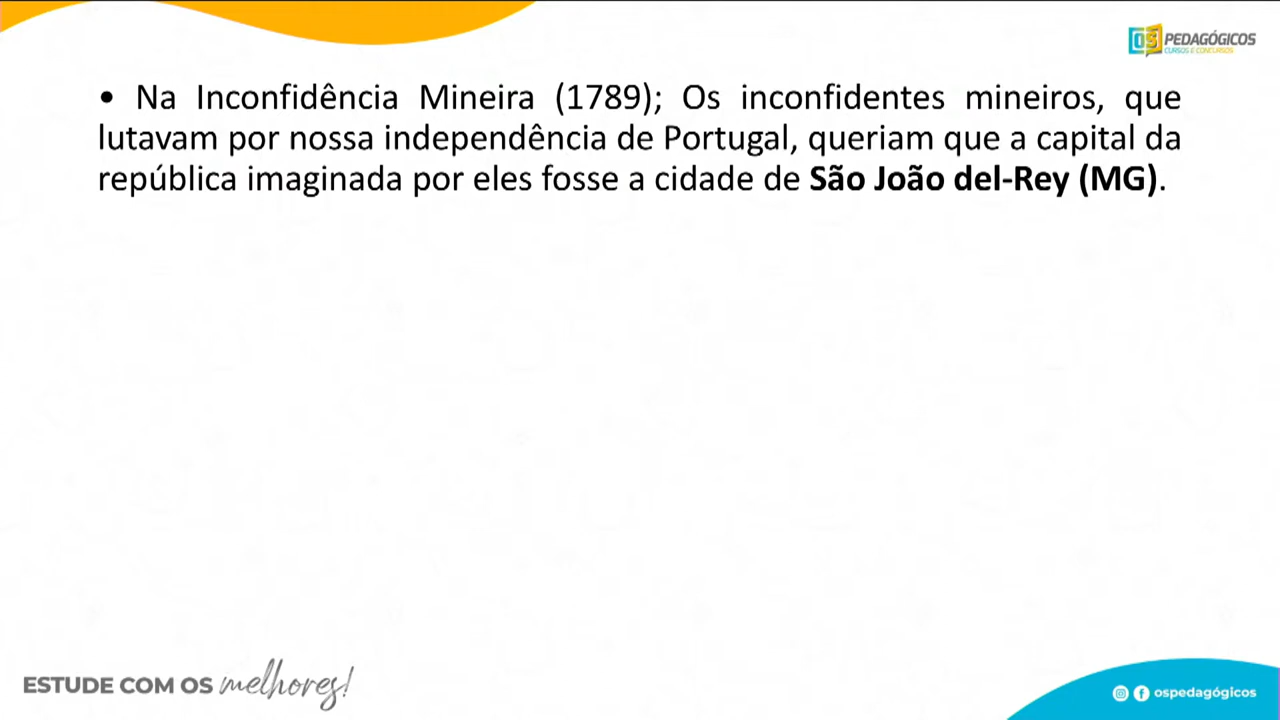 OS PEDAGÓGICOS
CURSOS E CONCURSOS
• Na Inconfidência Mineira (1789); Os inconfidentes mineiros, que
lutavam por nossa independência de Portugal, queriam que a capital da
república imaginada por eles fosse a cidade de São João del-Rey (MG).
ESTUDE COM OS melhores!
ospedagógicos